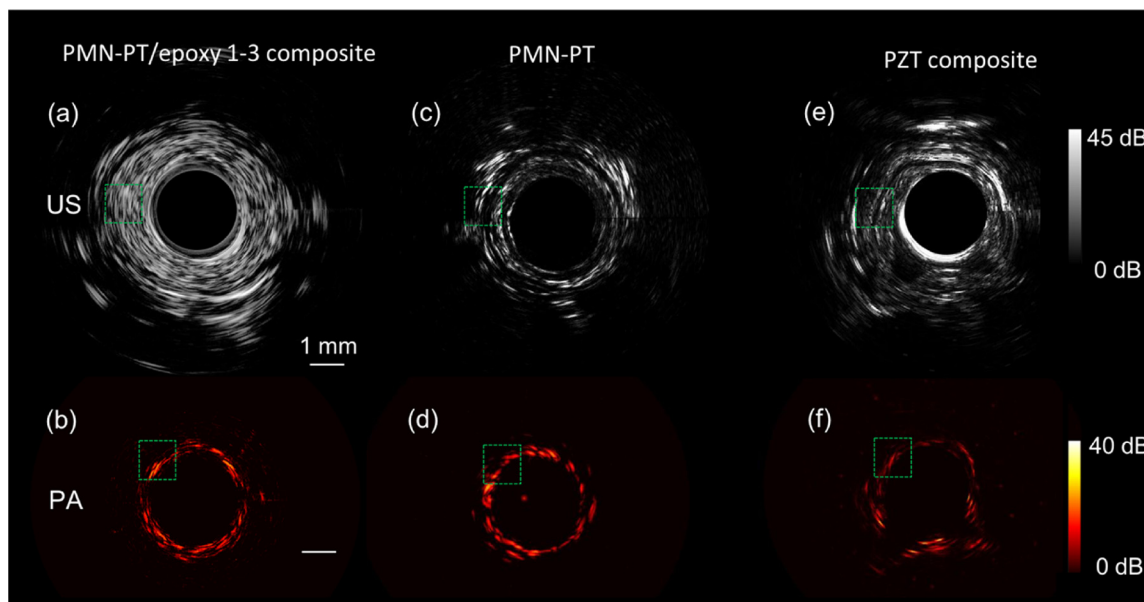 PMN-PT/epoxy 1-3 composite
PMN-PT
PZT composite
(a)
(c)
(e)
45 dB
US
0 dB
1 mm
(b)
(d)
(f)
40 dB
PA
0 dB